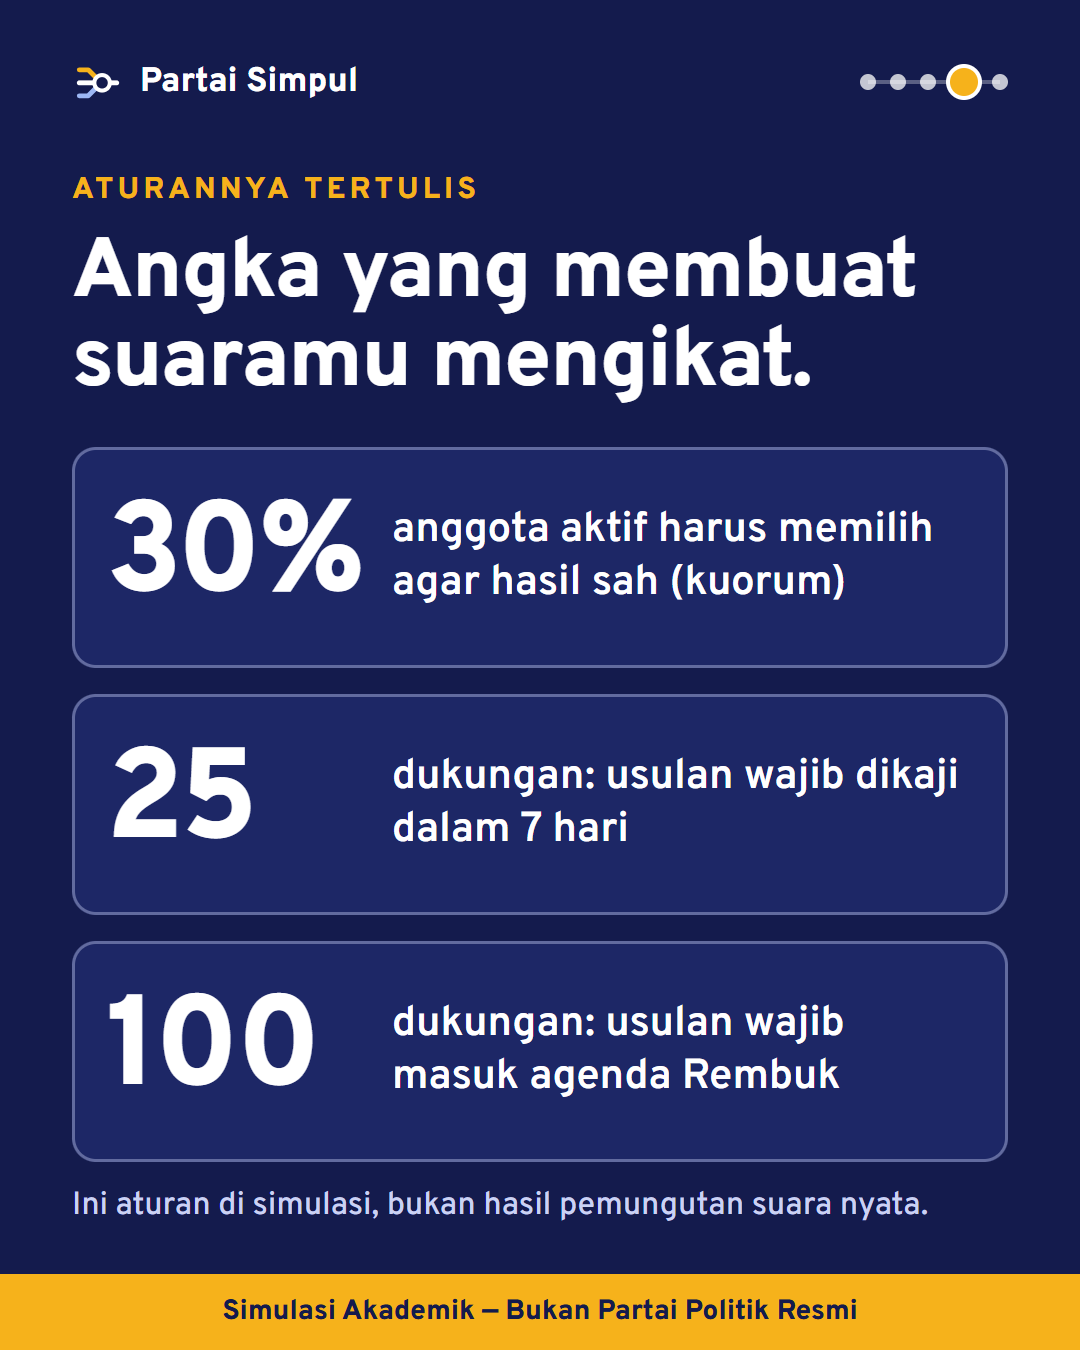 Partai Simpul
ATURANNYA TERTULIS
Angka yang membuat
suaramu mengikat.
30%
anggota aktif harus memilih
agar hasil sah (kuorum)
25
dukungan: usulan wajib dikaji
dalam 7 hari
100
dukungan: usulan wajib
masuk agenda Rembuk
Ini aturan di simulasi, bukan hasil pemungutan suara nyata.
Simulasi Akademik — Bukan Partai Politik Resmi